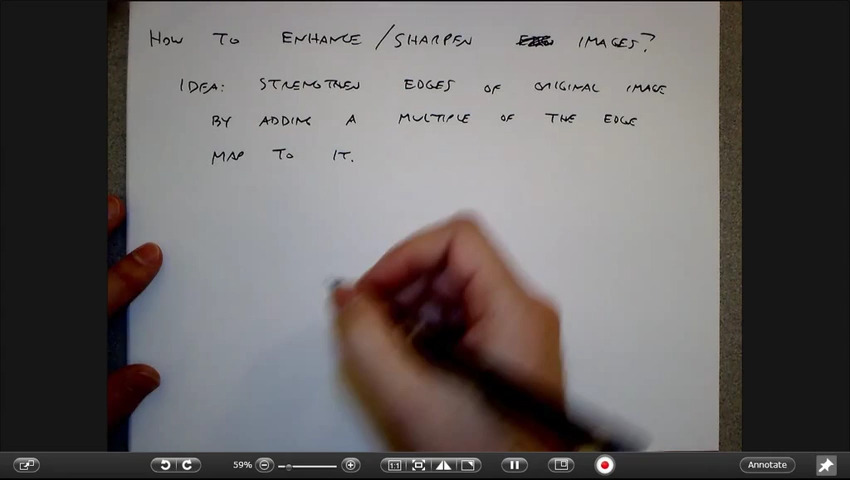 HOW TO ENHANCE/SHARPEN IMAGES?
IDEA: STRENGTHEN EDGES OF ORIGINAL IMAGE
BY ADDING A MULTIPLE OF THE EDGE
MAP TO IT.
59%
1:1
Annotate